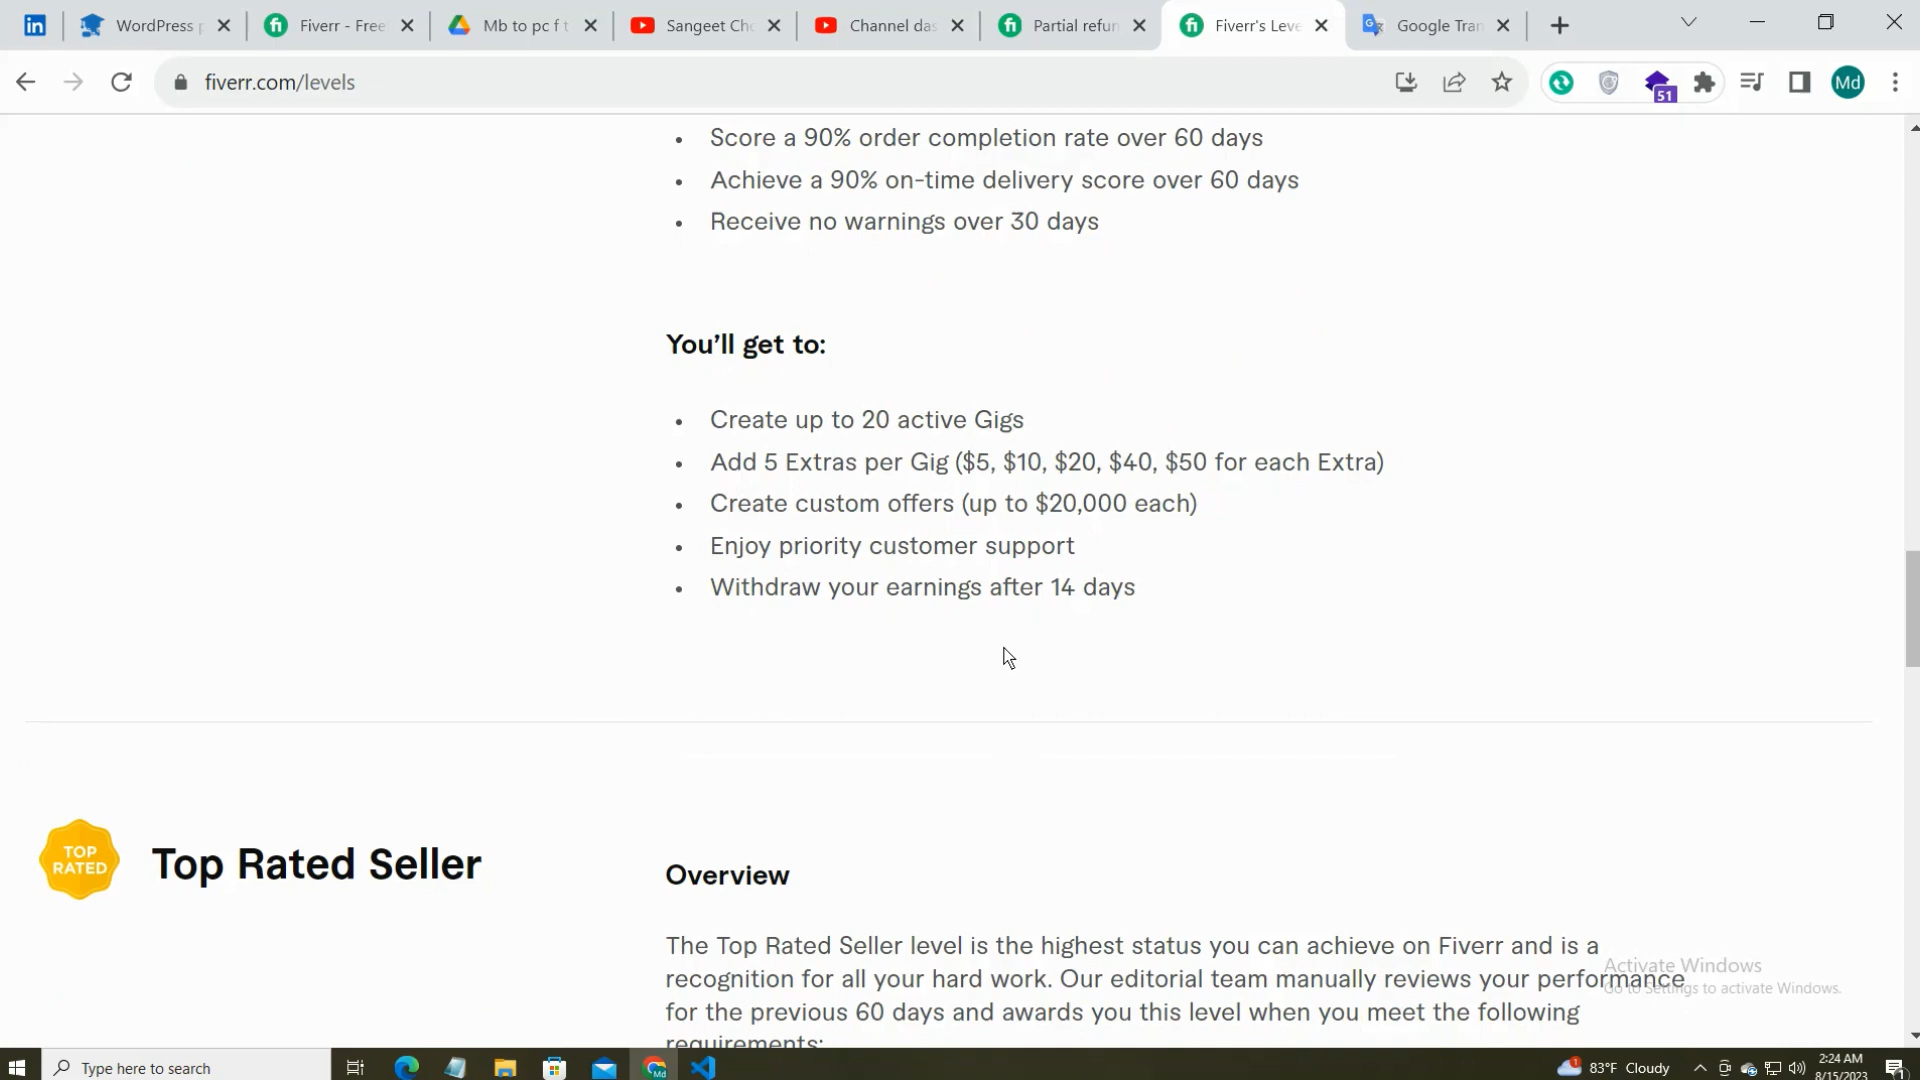 WordPress p
Fiverr - Free
Mb to pc f t
Sangeet Ch
Channel das
Partial refun
Fiverr's Leve
Google Tran
fiverr.com/levels
51
Md
• Score a 90% order completion rate over 60 days
• Achieve a 90% on-time delivery score over 60 days
• Receive no warnings over 30 days
You’ll get to:
• Create up to 20 active Gigs
• Add 5 Extras per Gig ($5, $10, $20, $40, $50 for each Extra)
• Create custom offers (up to $20,000 each)
• Enjoy priority customer support
• Withdraw your earnings after 14 days
TOP
RATED
Top Rated Seller
Overview
The Top Rated Seller level is the highest status you can achieve on Fiverr and is a
recognition for all your hard work. Our editorial team manually reviews your performance
for the previous 60 days and awards you this level when you meet the following
requirements:
Activate Windows
Go to Settings to activate Windows.
Type here to search
83°F Cloudy
2:24 AM
8/15/2023